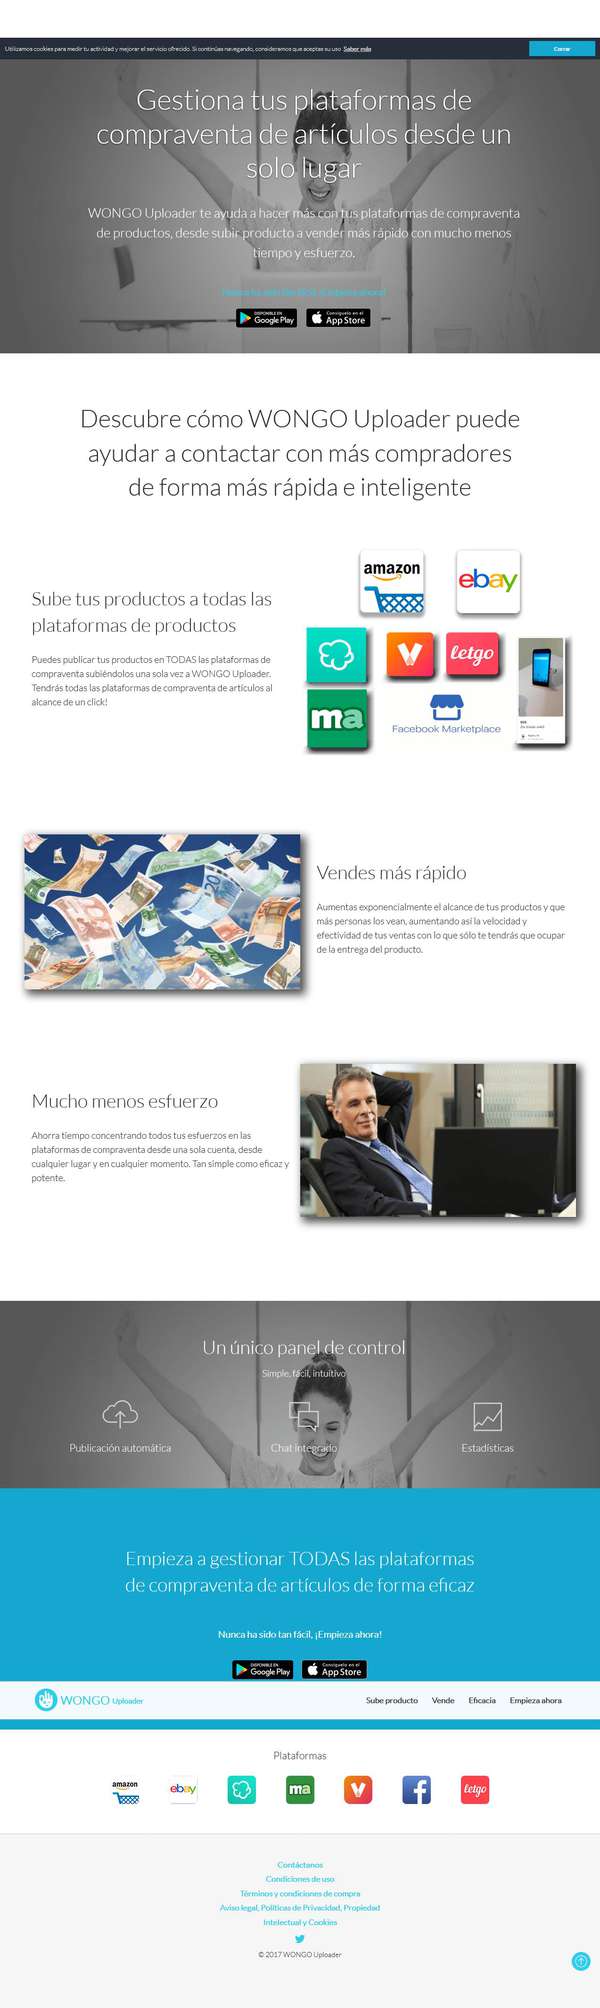 Utilizamos cookies para medir tu actividad y mejorar el servicio ofrecido. Si continúas navegando, consideramos que aceptas su uso Saber más
Cerrar
Gestiona tus plataformas de
compraventa de artículos desde un
solo lugar
WONGO Uploader te ayuda a hacer más con tus plataformas de compraventa
de productos, desde subir producto a vender más rápido con mucho menos
tiempo y esfuerzo.
Nunca ha sido tan fácil, ¡Empieza ahora!
DISPONIBLE EN
Google Play
Consíguelo en el
App Store
Descubre cómo WONGO Uploader puede
ayudar a contactar con más compradores
de forma más rápida e inteligente
amazon
ebay
Sube tus productos a todas las
plataformas de productos
letgo
Puedes publicar tus productos en TODAS las plataformas de
compraventa subiéndolos una sola vez a WONGO Uploader.
Tendrás todas las plataformas de compraventa de artículos al
alcance de un click!
ma
Facebook Marketplace
Vendes más rápido
Aumentas exponencialmente el alcance de tus productos y que
más personas los vean, aumentando así la velocidad y
efectividad de tus ventas con lo que sólo te tendrás que ocupar
de la entrega del producto.
Mucho menos esfuerzo
Ahorra tiempo concentrando todos tus esfuerzos en las
plataformas de compraventa desde una sola cuenta, desde
cualquier lugar y en cualquier momento. Tan simple como eficaz y
potente.
Un único panel de control
Simple, fácil, intuitivo
Publicación automática
Chat integrado
Estadísticas
Empieza a gestionar TODAS las plataformas
de compraventa de artículos de forma eficaz
Nunca ha sido tan fácil, ¡Empieza ahora!
DISPONIBLE EN
Google Play
Consíguelo en el
App Store
WONGO Uploader
Sube producto Vende Eficacia Empieza ahora
Plataformas
amazon
ebay
ma
letgo
Contáctanos
Condiciones de uso
Términos y condiciones de compra
Aviso legal, Políticas de Privacidad, Propiedad
Intelectual y Cookies
© 2017 WONGO Uploader